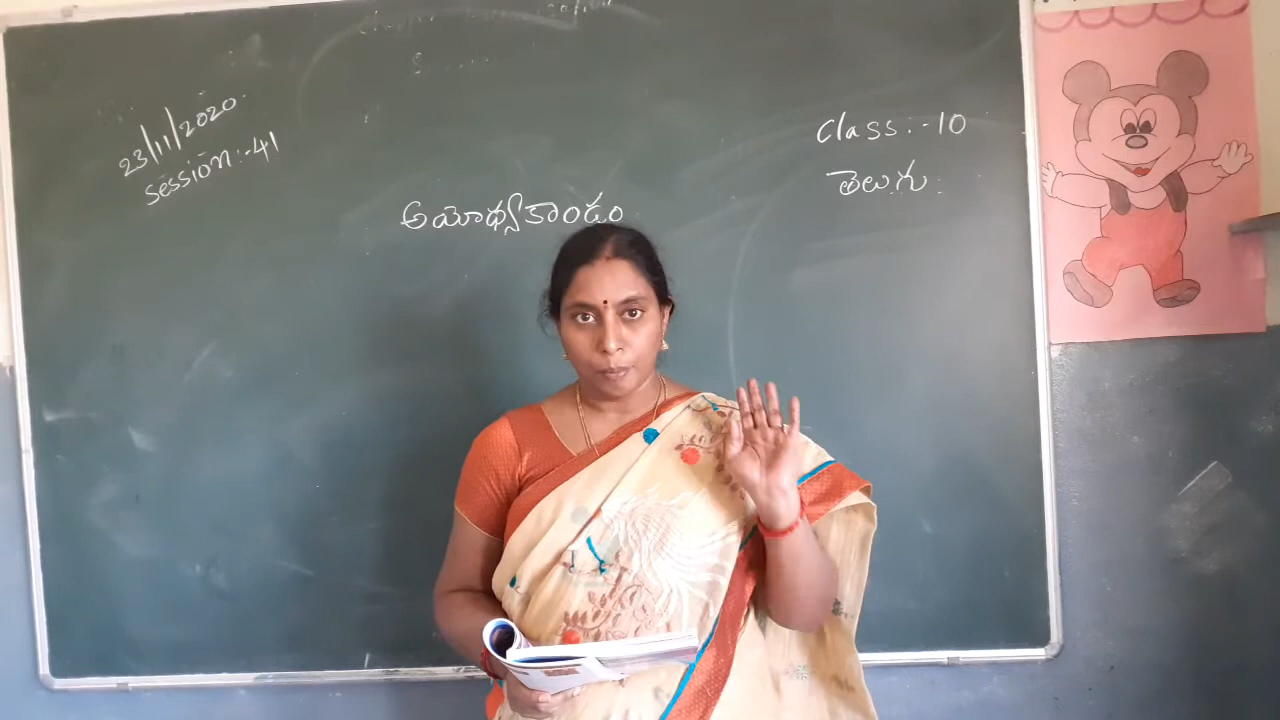 23/11/2020.
session:-41
class:-10
తెలుగు:
అయోధ్యకాండం